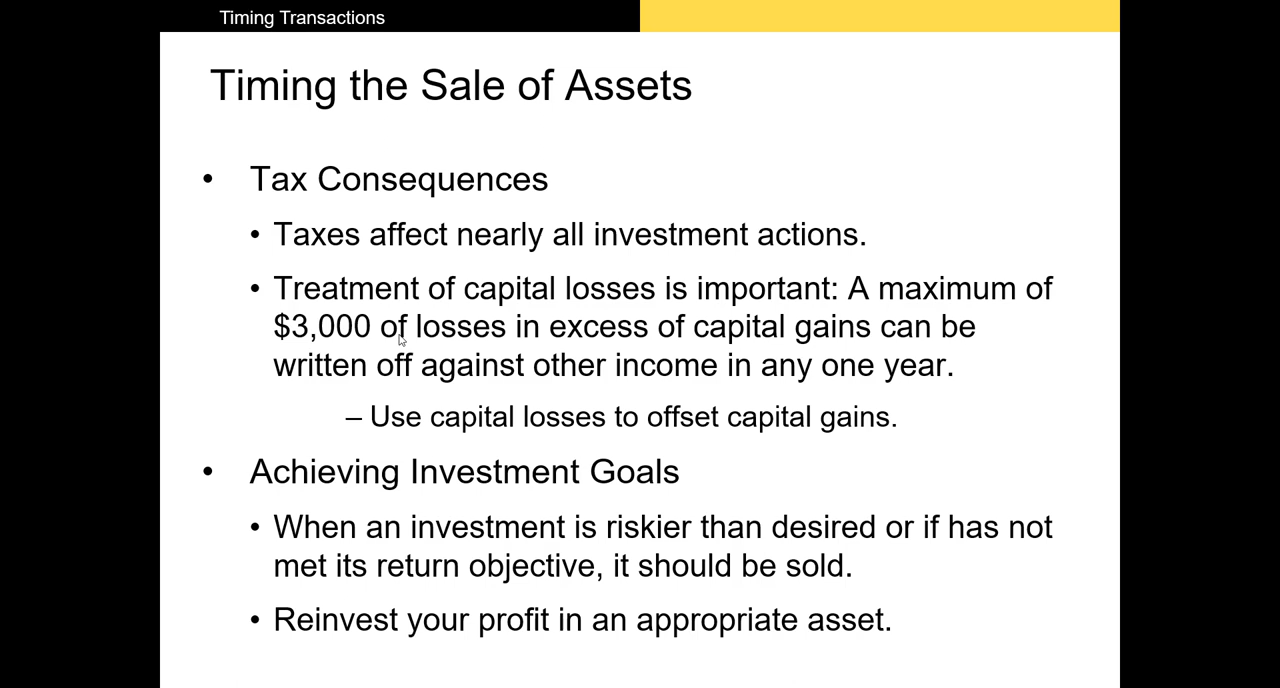 Timing Transactions
Timing the Sale of Assets
• Tax Consequences
• Taxes affect nearly all investment actions.
• Treatment of capital losses is important: A maximum of
$3,000 of losses in excess of capital gains can be
written off against other income in any one year.
– Use capital losses to offset capital gains.
• Achieving Investment Goals
• When an investment is riskier than desired or if has not
met its return objective, it should be sold.
• Reinvest your profit in an appropriate asset.